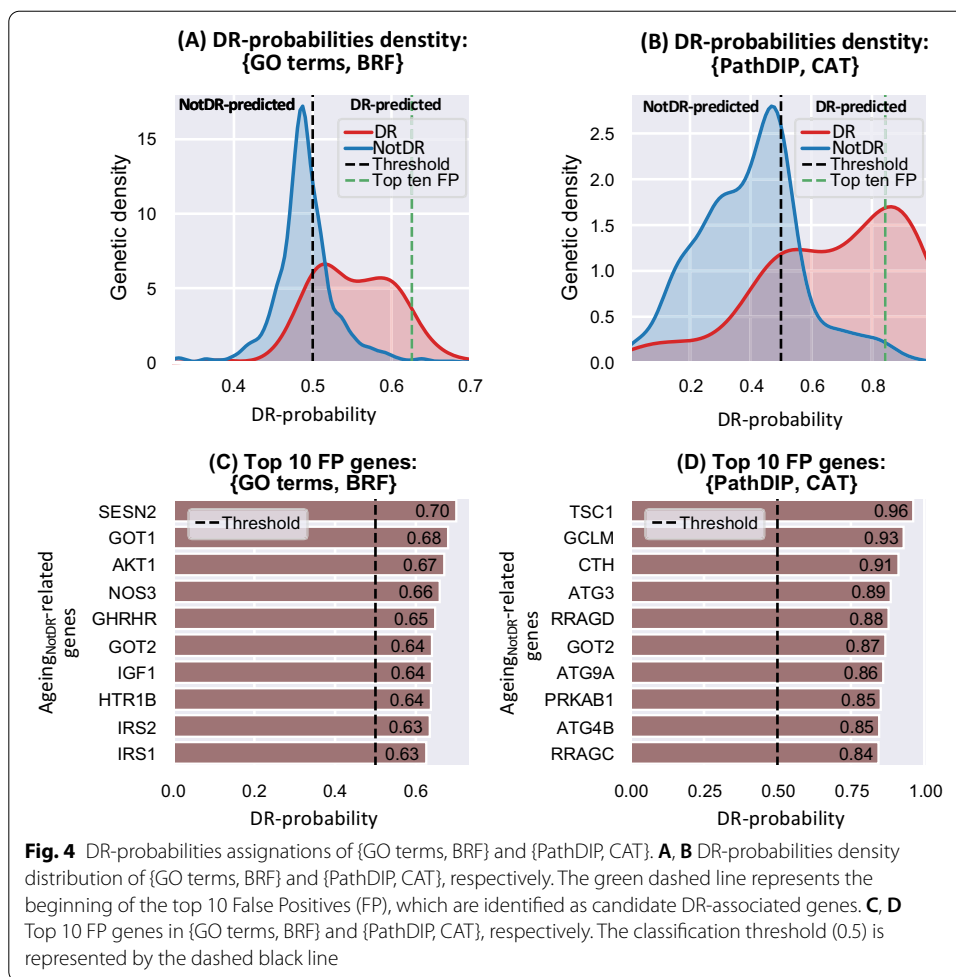 (A) DR-probabilities denstity:
{GO terms, BRF}
NotDR-predicted
DR-predicted
DR
NotDR
Threshold
Top ten FP
Genetic density
15
10
5
0
0.4
0.5
0.6
0.7
DR-probability
(B) DR-probabilities denstity:
{PathDIP, CAT}
NotDR-predicted
DR-predicted
DR
NotDR
Threshold
Top ten FP
Genetic density
2.5
2.0
1.5
1.0
0.5
0.0
0.2
0.4
0.6
0.8
DR-probability
(C) Top 10 FP genes:
{GO terms, BRF}
Threshold
Ageing_NotDR-related
genes
SESN2 0.70
GOT1 0.68
AKT1 0.67
NOS3 0.66
GHRHR 0.65
GOT2 0.64
IGF1 0.64
HTR1B 0.64
IRS2 0.63
IRS1 0.63
0.0
0.2
0.4
0.6
DR-probability
(D) Top 10 FP genes:
{PathDIP, CAT}
Threshold
Ageing_NotDR-related
genes
TSC1 0.96
GCLM 0.93
CTH 0.91
ATG3 0.89
RRAGD 0.88
GOT2 0.87
ATG9A 0.86
PRKAB1 0.85
ATG4B 0.85
RRAGC 0.84
0.00
0.25
0.50
0.75
1.00
DR-probability
Fig. 4 DR-probabilities assignations of {GO terms, BRF} and {PathDIP, CAT}. A, B DR-probabilities density
distribution of {GO terms, BRF} and {PathDIP, CAT}, respectively. The green dashed line represents the
beginning of the top 10 False Positives (FP), which are identified as candidate DR-associated genes. C, D
Top 10 FP genes in {GO terms, BRF} and {PathDIP, CAT}, respectively. The classification threshold (0.5) is
represented by the dashed black line